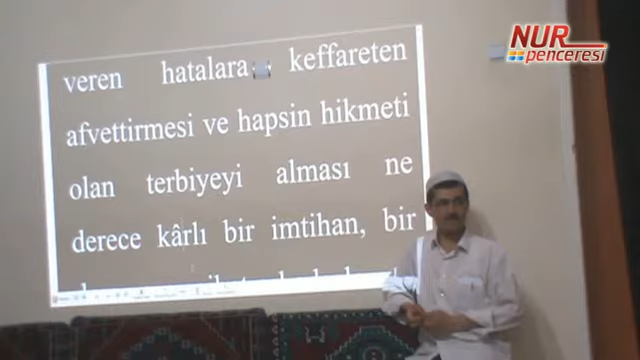 NUR
penceresi
veren hatalara keffareten
afvettirmesi ve hapsin hikmeti
olan terbiyeyi alması ne
derece kârlı bir imtihan, bir